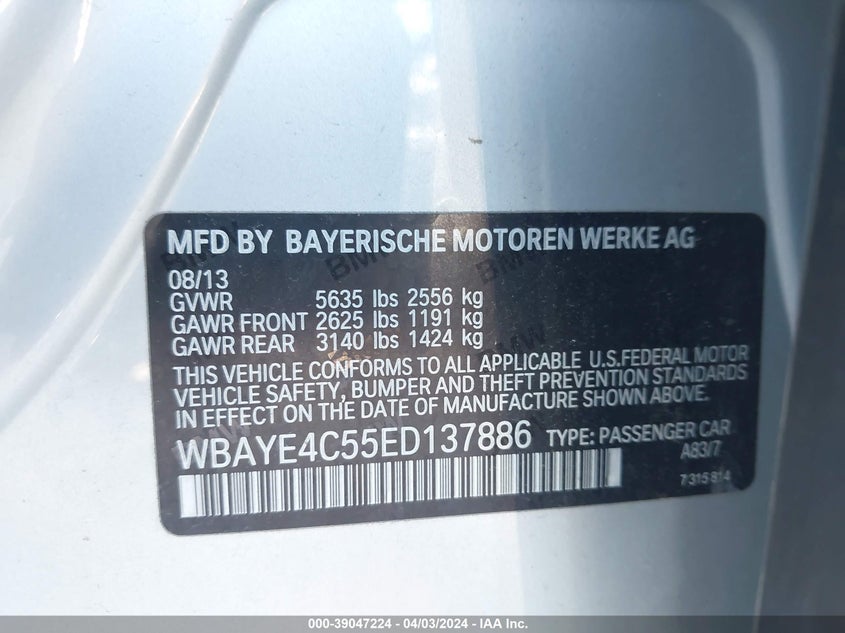 MFD BY BAYERISCHE MOTOREN WERKE AG
08/13
GVWR 5635 lbs 2556 kg
GAWR FRONT 2625 lbs 1191 kg
GAWR REAR 3140 lbs 1424 kg
THIS VEHICLE CONFORMS TO ALL APPLICABLE U.S.FEDERAL MOTOR
VEHICLE SAFETY, BUMPER AND THEFT PREVENTION STANDARDS
IN EFFECT ON THE DATE OF MANUFACTURE SHOWN ABOVE.
WBAYE4C55ED137886 TYPE: PASSENGER CAR
A83/7
7315814
000-39047224 - 04/03/2024 - IAA Inc.